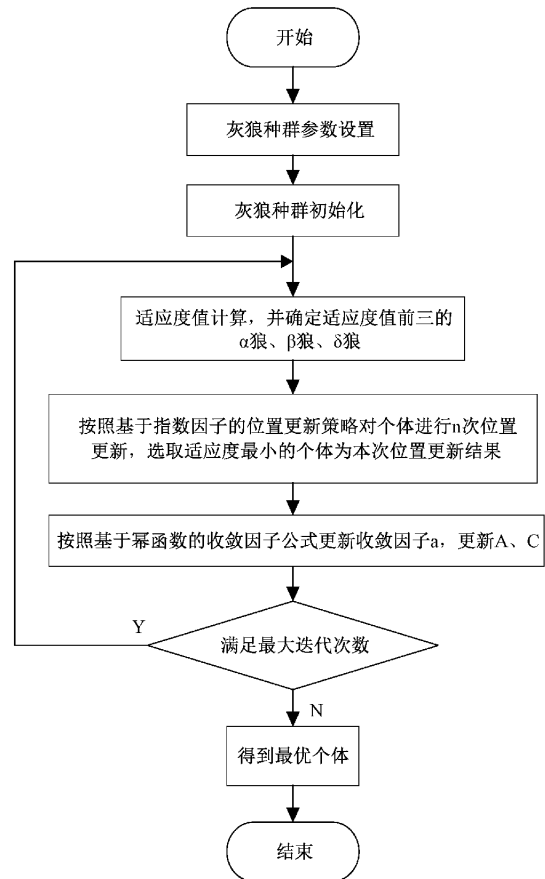 开始
灰狼种群参数设置
灰狼种群初始化
适应度值计算，并确定适应度值前三的
α狼、β狼、δ狼
按照基于指数因子的位置更新策略对个体进行n次位置
更新，选取适应度最小的个体为本次位置更新结果
按照基于幂函数的收敛因子公式更新收敛因子a，更新A、C
Y
满足最大迭代次数
N
得到最优个体
结束